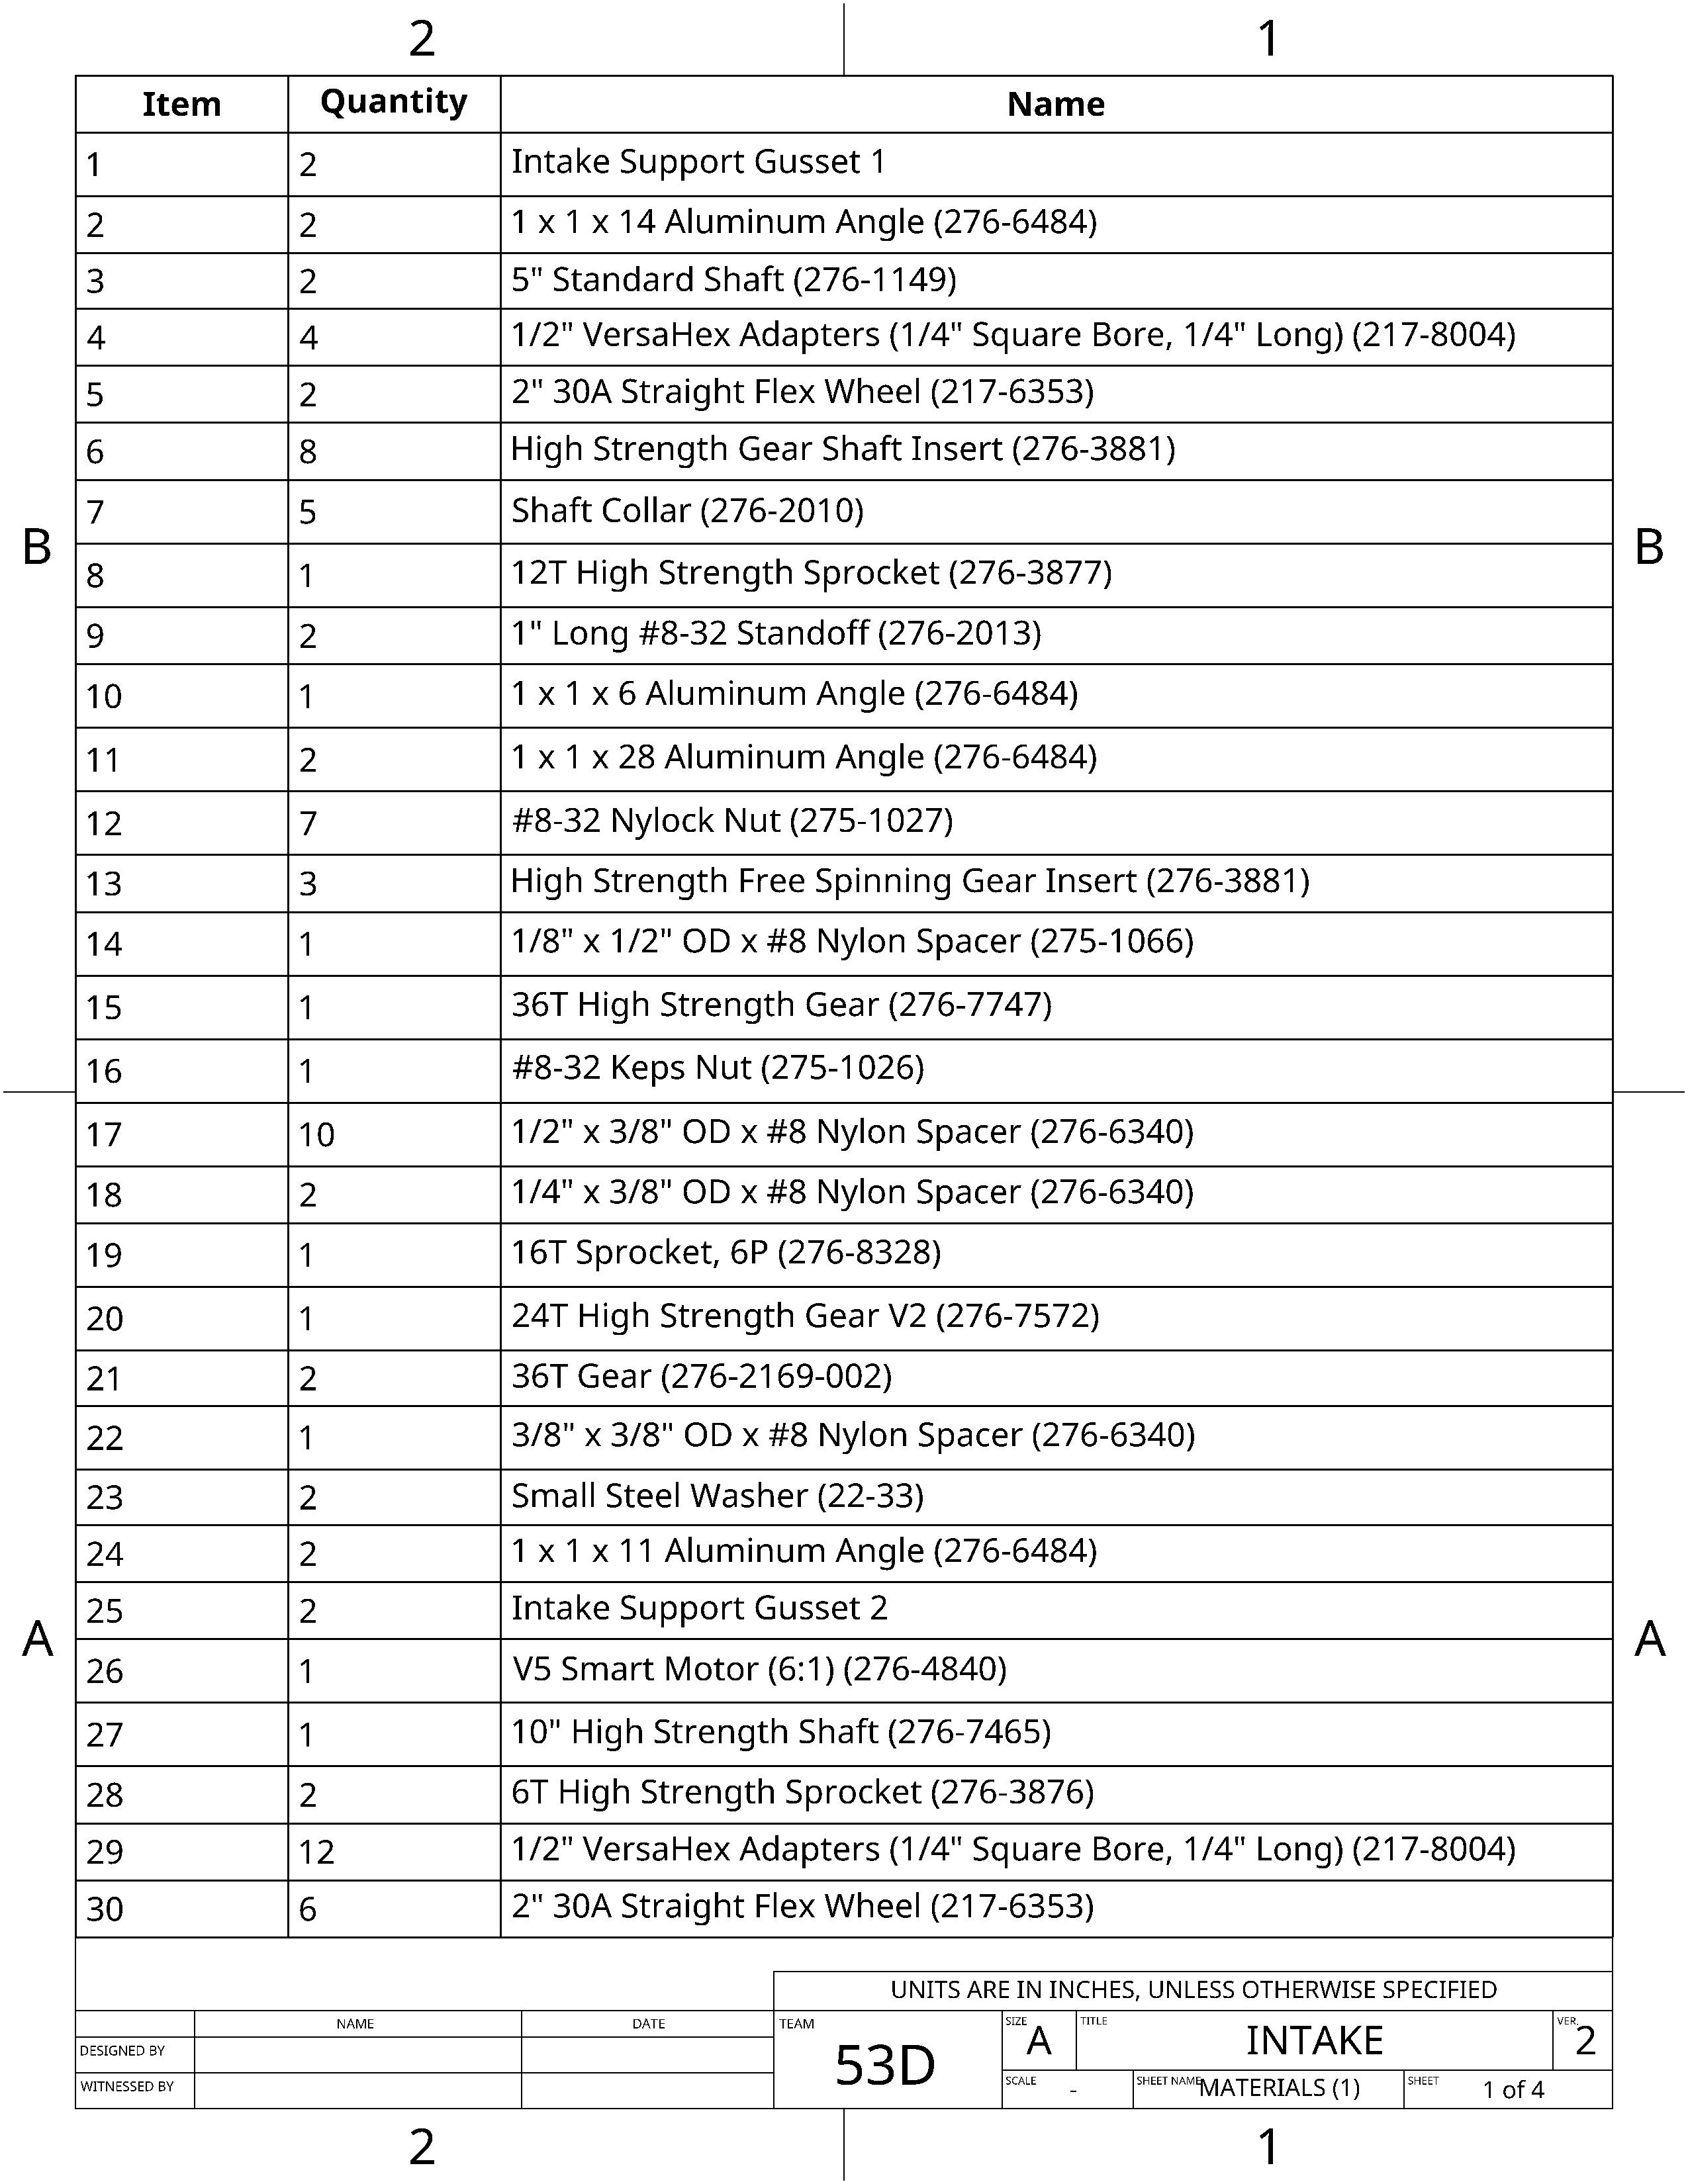 2 1
Item Quantity Name
1 2 Intake Support Gusset 1
2 2 1 x 1 x 14 Aluminum Angle (276-6484)
3 2 5" Standard Shaft (276-1149)
4 4 1/2" VersaHex Adapters (1/4" Square Bore, 1/4" Long) (217-8004)
5 2 2" 30A Straight Flex Wheel (217-6353)
6 8 High Strength Gear Shaft Insert (276-3881)
7 5 Shaft Collar (276-2010)
B B
8 1 12T High Strength Sprocket (276-3877)
9 2 1" Long #8-32 Standoff (276-2013)
10 1 1 x 1 x 6 Aluminum Angle (276-6484)
11 2 1 x 1 x 28 Aluminum Angle (276-6484)
12 7 #8-32 Nylock Nut (275-1027)
13 3 High Strength Free Spinning Gear Insert (276-3881)
14 1 1/8" x 1/2" OD x #8 Nylon Spacer (275-1066)
15 1 36T High Strength Gear (276-7747)
16 1 #8-32 Keps Nut (275-1026)
17 10 1/2" x 3/8" OD x #8 Nylon Spacer (276-6340)
18 2 1/4" x 3/8" OD x #8 Nylon Spacer (276-6340)
19 1 16T Sprocket, 6P (276-8328)
20 1 24T High Strength Gear V2 (276-7572)
21 2 36T Gear (276-2169-002)
22 1 3/8" x 3/8" OD x #8 Nylon Spacer (276-6340)
23 2 Small Steel Washer (22-33)
24 2 1 x 1 x 11 Aluminum Angle (276-6484)
25 2 Intake Support Gusset 2
A A
26 1 V5 Smart Motor (6:1) (276-4840)
27 1 10" High Strength Shaft (276-7465)
28 2 6T High Strength Sprocket (276-3876)
29 12 1/2" VersaHex Adapters (1/4" Square Bore, 1/4" Long) (217-8004)
30 6 2" 30A Straight Flex Wheel (217-6353)
UNITS ARE IN INCHES, UNLESS OTHERWISE SPECIFIED
NAME DATE TEAM 53D SIZE A TITLE INTAKE VER. 2
DESIGNED BY
WITNESSED BY SCALE - SHEET NAME MATERIALS (1) SHEET 1 of 4
2 1